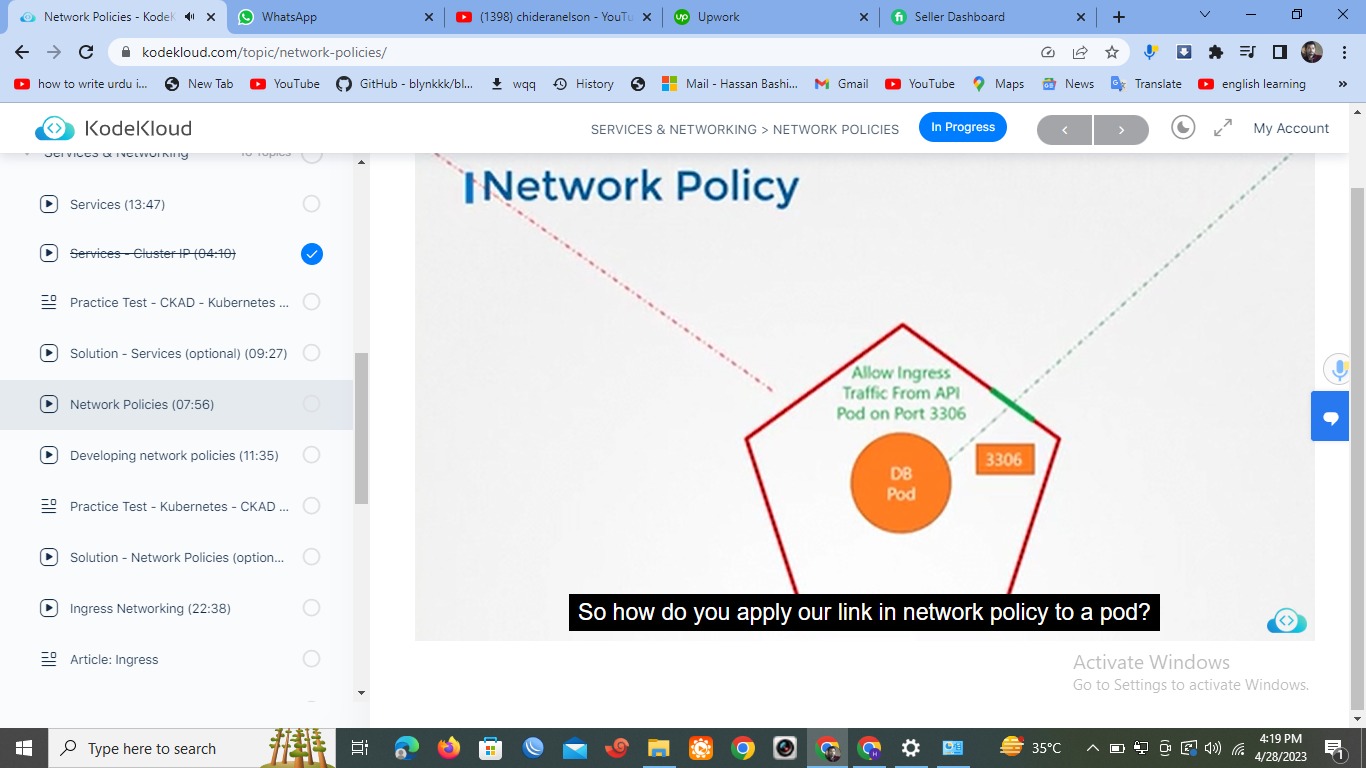 Network Policies - KodeK
WhatsApp
(1398) chideranelson - YouTu
Upwork
Seller Dashboard
kodekloud.com/topic/network-policies/
how to write urdu i...
New Tab
YouTube
GitHub - blynkkk/bl...
wqq
History
Mail - Hassan Bashi...
Gmail
YouTube
Maps
News
Translate
english learning
KodeKloud
SERVICES & NETWORKING > NETWORK POLICIES
In Progress
My Account
Services & Networking
Topics
Services (13:47)
Services - Cluster IP (04:10)
Practice Test - CKAD - Kubernetes ...
Solution - Services (optional) (09:27)
Network Policies (07:56)
Developing network policies (11:35)
Practice Test - Kubernetes - CKAD ...
Solution - Network Policies (option...
Ingress Networking (22:38)
Article: Ingress
Network Policy
Allow Ingress
Traffic From API
Pod on Port 3306
3306
DB
Pod
So how do you apply our link in network policy to a pod?
Activate Windows
Go to Settings to activate Windows.
Type here to search
35°C
4:19 PM
4/28/2023
1